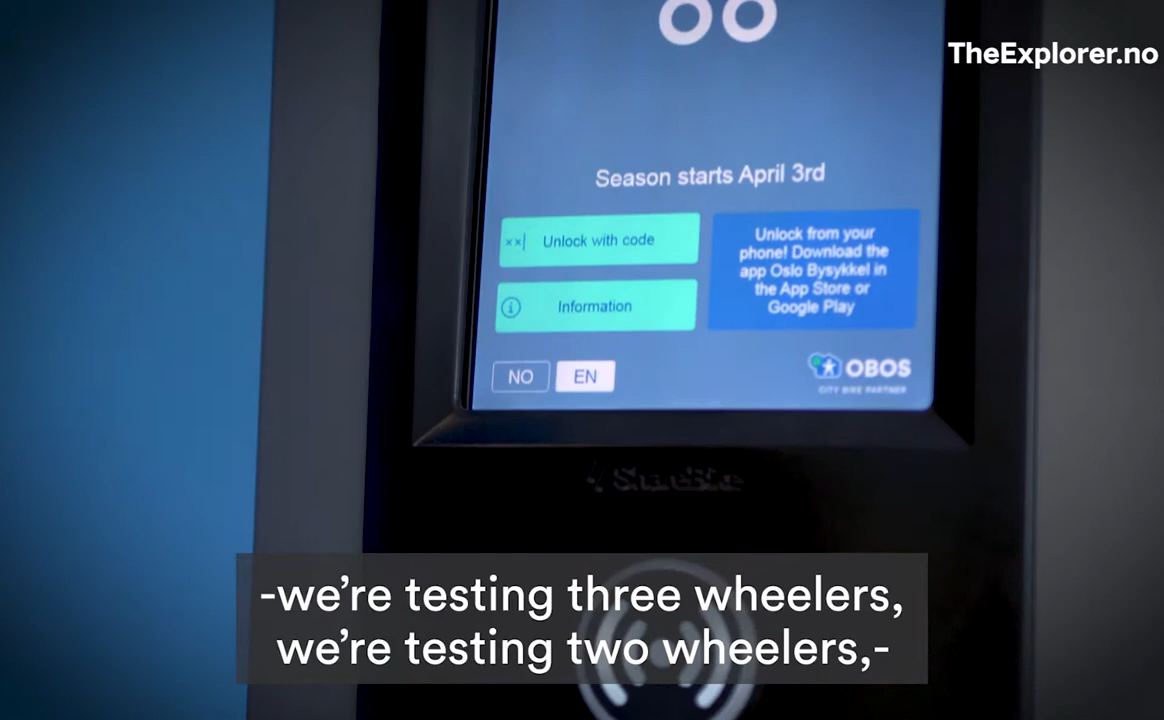 TheExplorer.no
Season starts April 3rd
××| Unlock with code
Information
Unlock from your
phone! Download the
app Oslo Bysykkel in
the App Store or
Google Play
NO EN
OBOS
CITY BIKE PARTNER
ShareBike
-we're testing three wheelers,
we're testing two wheelers,-